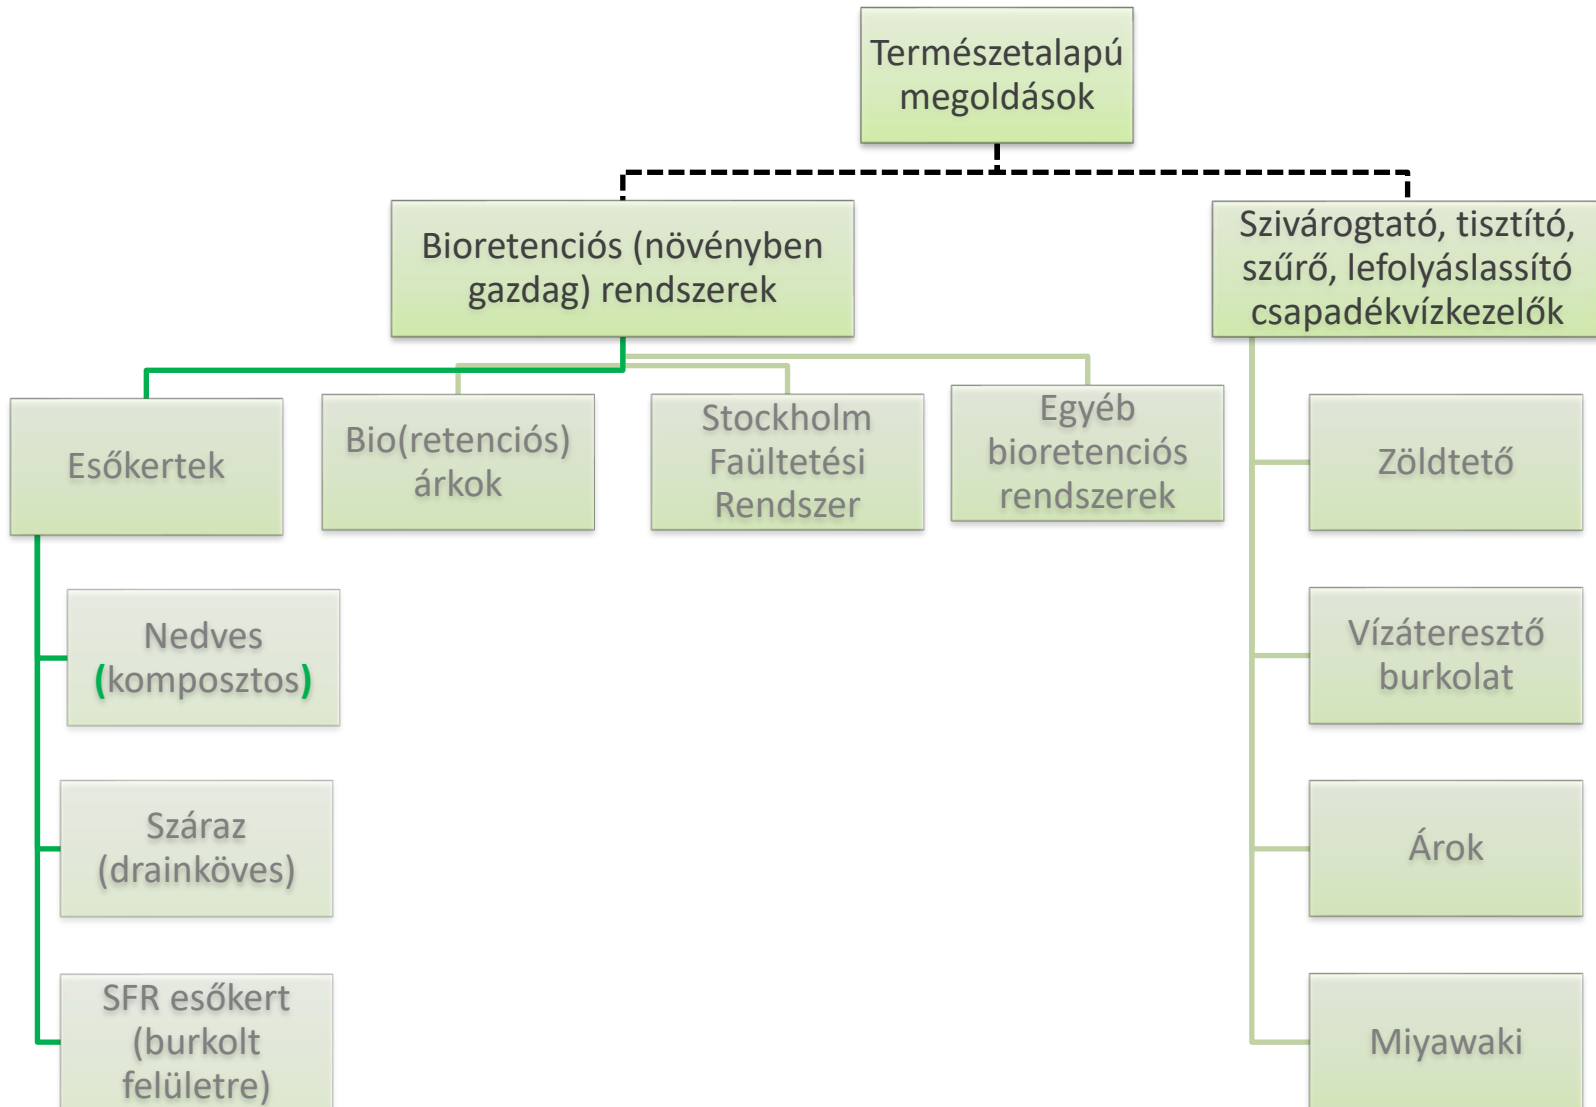 Természetalapú
megoldások
Bioretenciós (növényben
gazdag) rendszerek
Szivárogtató, tisztító,
szűrő, lefolyáslassító
csapadékvízkezelők
Esőkertek
Bio(retenciós)
árkok
Stockholm
Faültetési
Rendszer
Egyéb
bioretenciós
rendszerek
Nedves
(komposztos)
Száraz
(drainköves)
SFR esőkert
(burkolt
felületre)
Zöldtető
Vízáteresztő
burkolat
Árok
Miyawaki